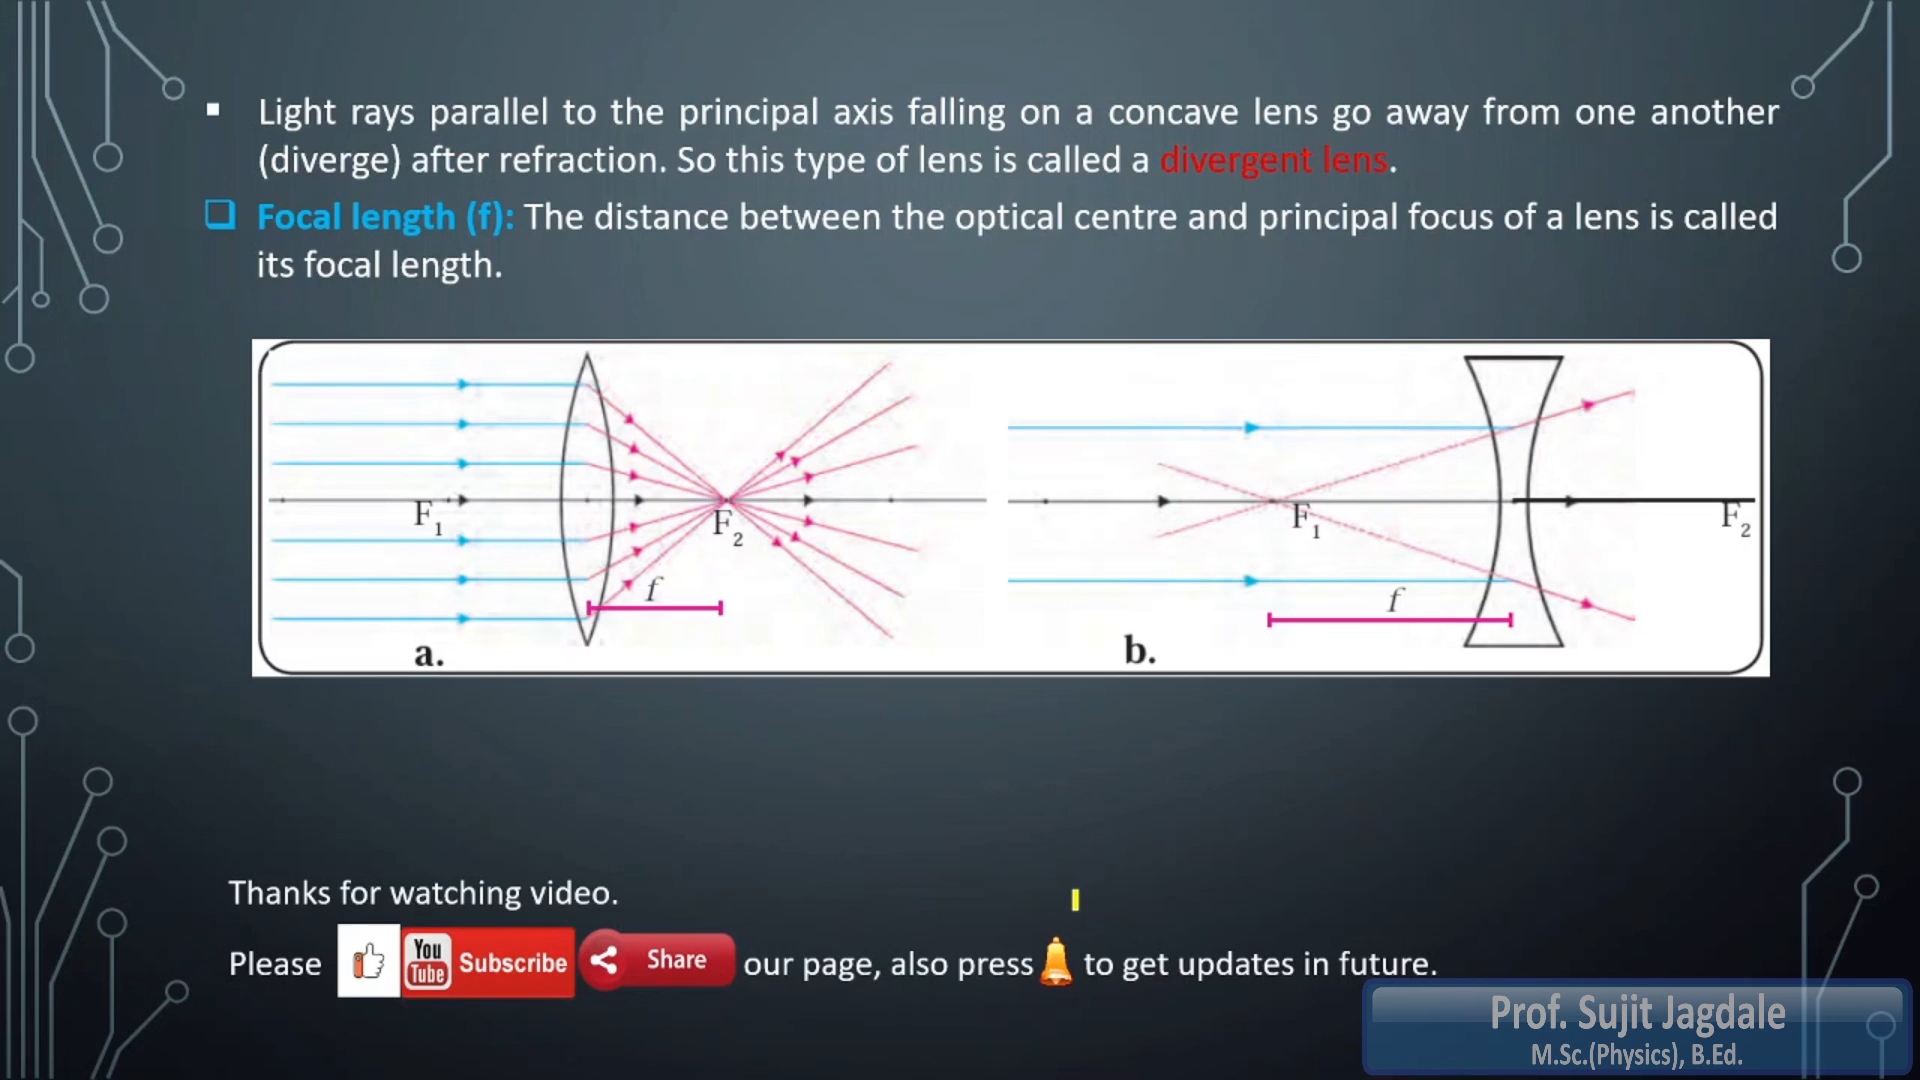 Light rays parallel to the principal axis falling on a concave lens go away from one another
(diverge) after refraction. So this type of lens is called a divergent lens.
Focal length (f): The distance between the optical centre and principal focus of a lens is called
its focal length.
F1
F2
f
a.
F1
F2
f
b.
Thanks for watching video.
Please You Tube Subscribe Share our page, also press to get updates in future.
Prof. Sujit Jagdale
M.Sc.(Physics), B.Ed.